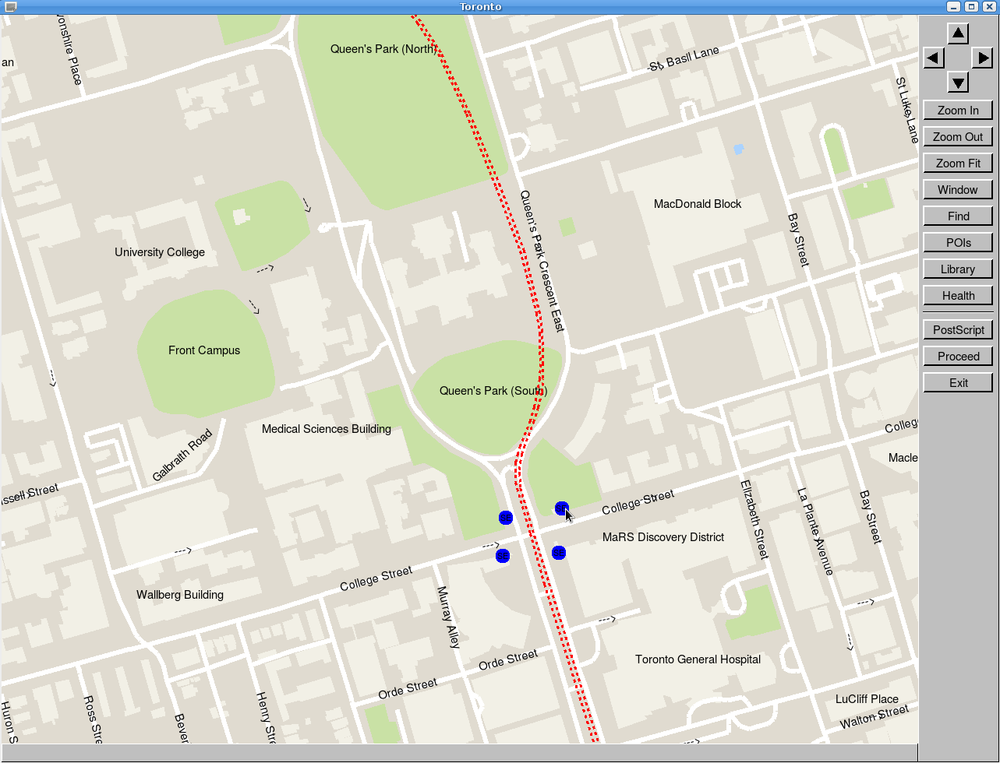 Toronto
vonshire Place
Queen's Park (North)
St. Basil Lane
an
St Luke Lane
Zoom In
Zoom Out
Zoom Fit
Window
Find
POIs
Library
Health
PostScript
Proceed
Exit
MacDonald Block
Queen's Park Crescent East
Bay Street
University College
Front Campus
Queen's Park (South)
Medical Sciences Building
Colleg
Galbraith Road
Macle
ssell Street
College Street
Elizabeth Street
La Plante Avenue
Bay Street
MaRS Discovery District
College Street
Wallberg Building
Murray Alley
Orde Street
Toronto General Hospital
Orde Street
LuCliff Place
Walton Street
Huron S
Ross Stre
Bever
Henry Stre